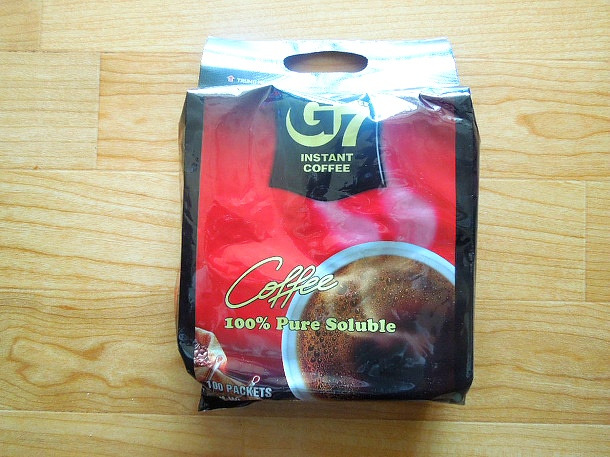 G7
INSTANT
COFFEE
Coffee
100% Pure Soluble
100 PACKETS